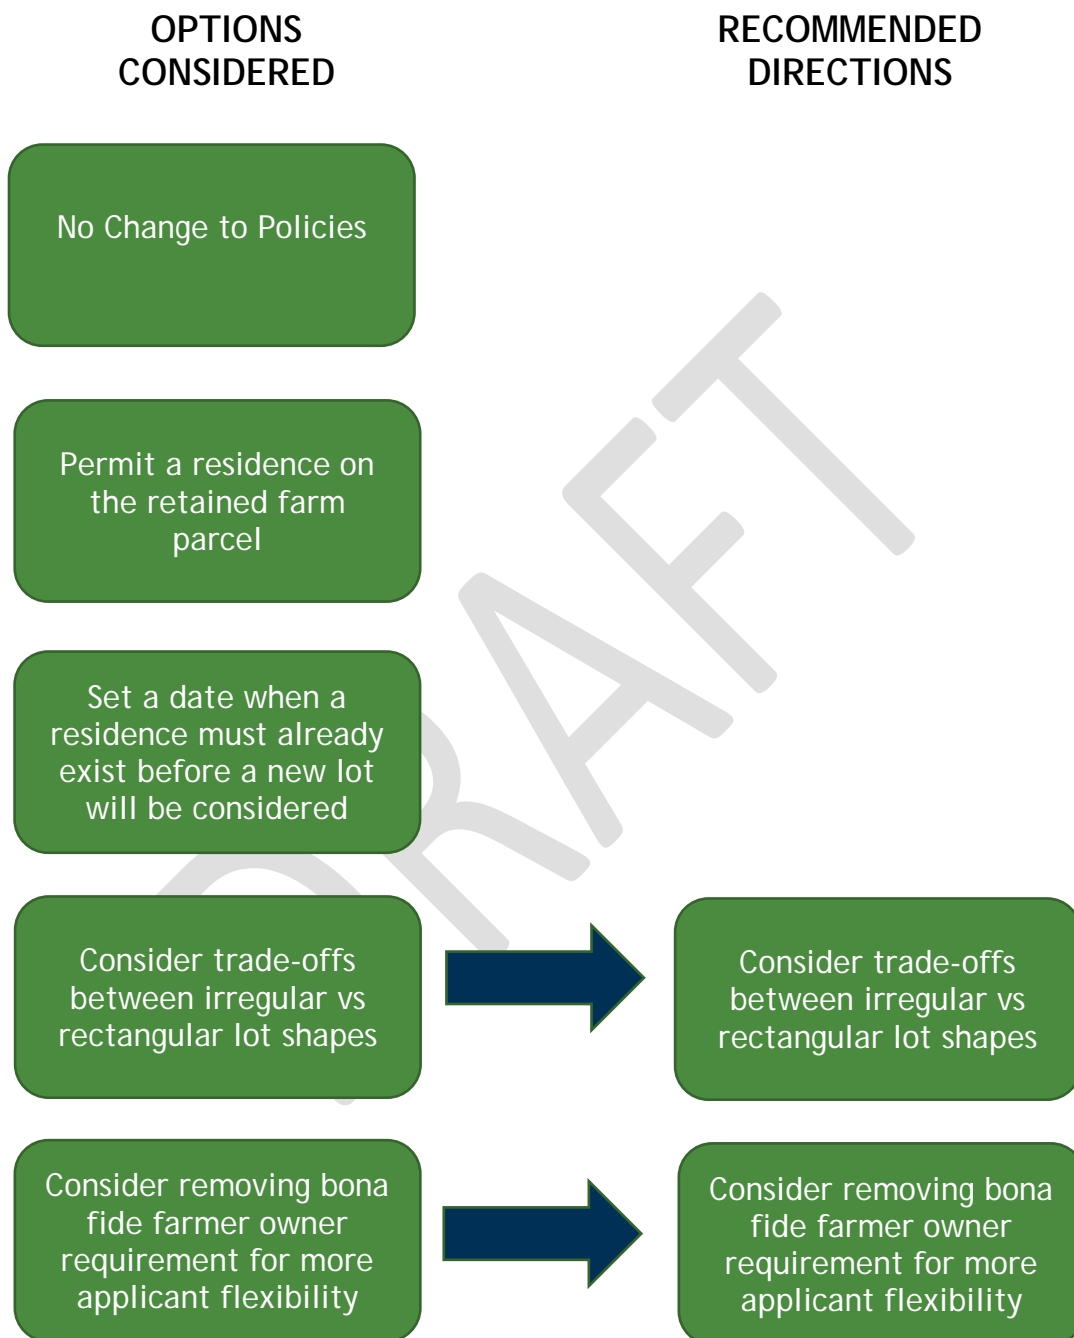 OPTIONS
CONSIDERED
RECOMMENDED
DIRECTIONS
No Change to Policies
Permit a residence on
the retained farm
parcel
Set a date when a
residence must already
exist before a new lot
will be considered
Consider trade-offs
between irregular vs
rectangular lot shapes
Consider trade-offs
between irregular vs
rectangular lot shapes
Consider removing bona
fide farmer owner
requirement for more
applicant flexibility
Consider removing bona
fide farmer owner
requirement for more
applicant flexibility
DRAFT